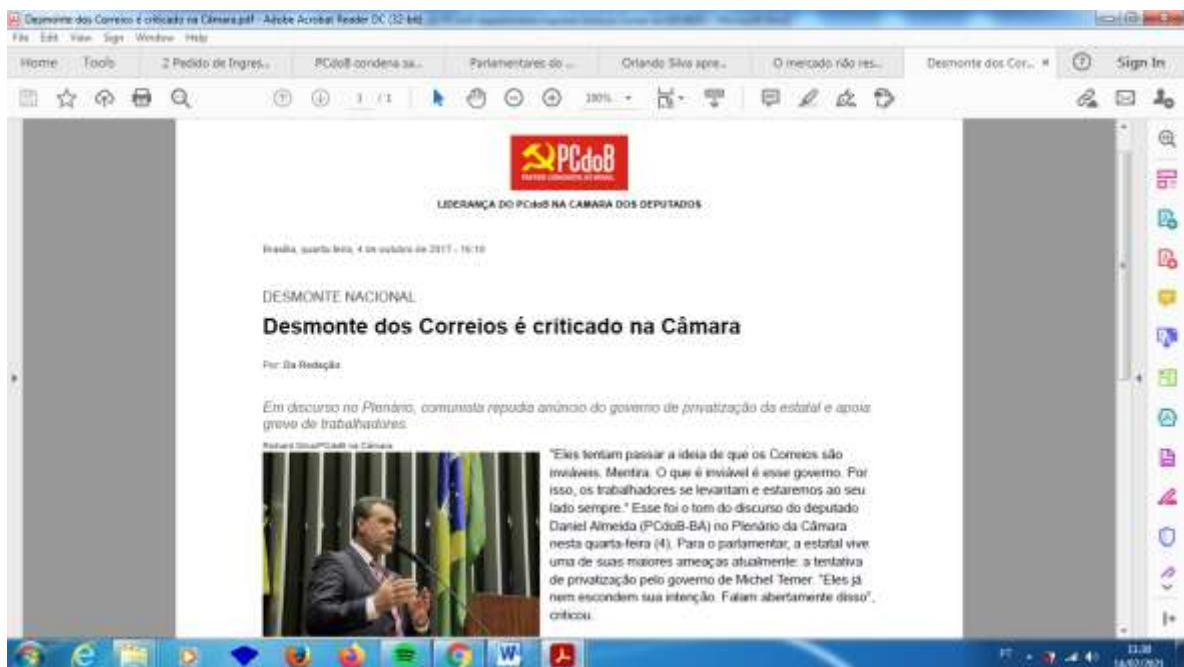 Desmonte dos Correios é criticado na Câmara.pdf - Adobe Acrobat Reader DC (32-bit)
File Edit View Sign Window Help
Home Tools 2 Pedido de Ingres... PCdoB condena sa... Parlamentares do ... Orlando Silva apre... O mercado não res... Desmonte dos Cor... × Sign In
1 / 1 200%
PCdoB
LIDERANÇA DO PCdoB NA CAMARA DOS DEPUTADOS
Brasília, quarta-feira, 4 de outubro de 2017 - 16:10
DESMONTE NACIONAL
Desmonte dos Correios é criticado na Câmara
Por: Da Redação
Em discurso no Plenário, comunista repudia anúncio do governo de privatização da estatal e apoia
greve de trabalhadores.
Richard Silva/PCdoB na Câmara
"Eles tentam passar a ideia de que os Correios são
inviáveis. Mentira. O que é inviável é esse governo. Por
isso, os trabalhadores se levantam e estaremos ao seu
lado sempre." Esse foi o tom do discurso do deputado
Daniel Almeida (PCdoB-BA) no Plenário da Câmara
nesta quarta-feira (4). Para o parlamentar, a estatal vive
uma de suas maiores ameaças atualmente: a tentativa
de privatização pelo governo de Michel Temer. "Eles já
nem escondem sua intenção. Falam abertamente disso",
criticou.
PT